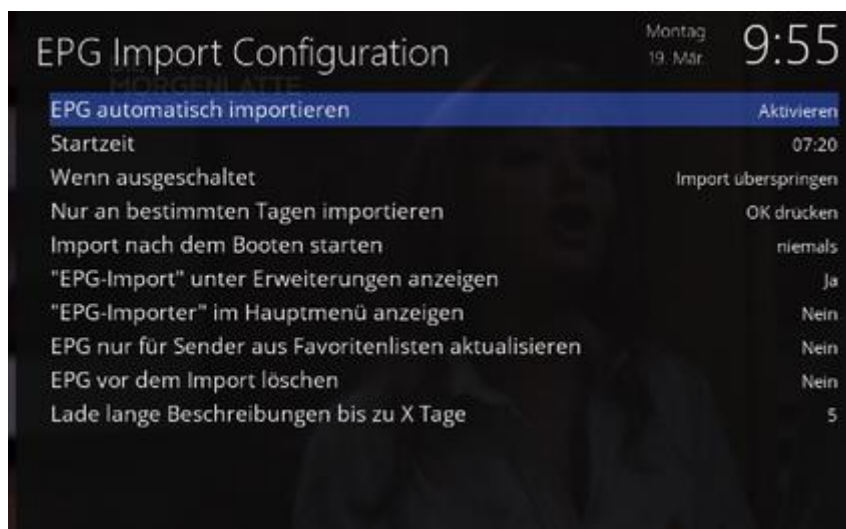 EPG Import Configuration
Montag
19. Mär.
9:55
MORGENLATTE
EPG automatisch importieren Aktivieren
Startzeit 07:20
Wenn ausgeschaltet Import überspringen
Nur an bestimmten Tagen importieren OK drücken
Import nach dem Booten starten niemals
"EPG-Import" unter Erweiterungen anzeigen Ja
"EPG-Importer" im Hauptmenü anzeigen Nein
EPG nur für Sender aus Favoritenlisten aktualisieren Nein
EPG vor dem Import löschen Nein
Lade lange Beschreibungen bis zu X Tage 5